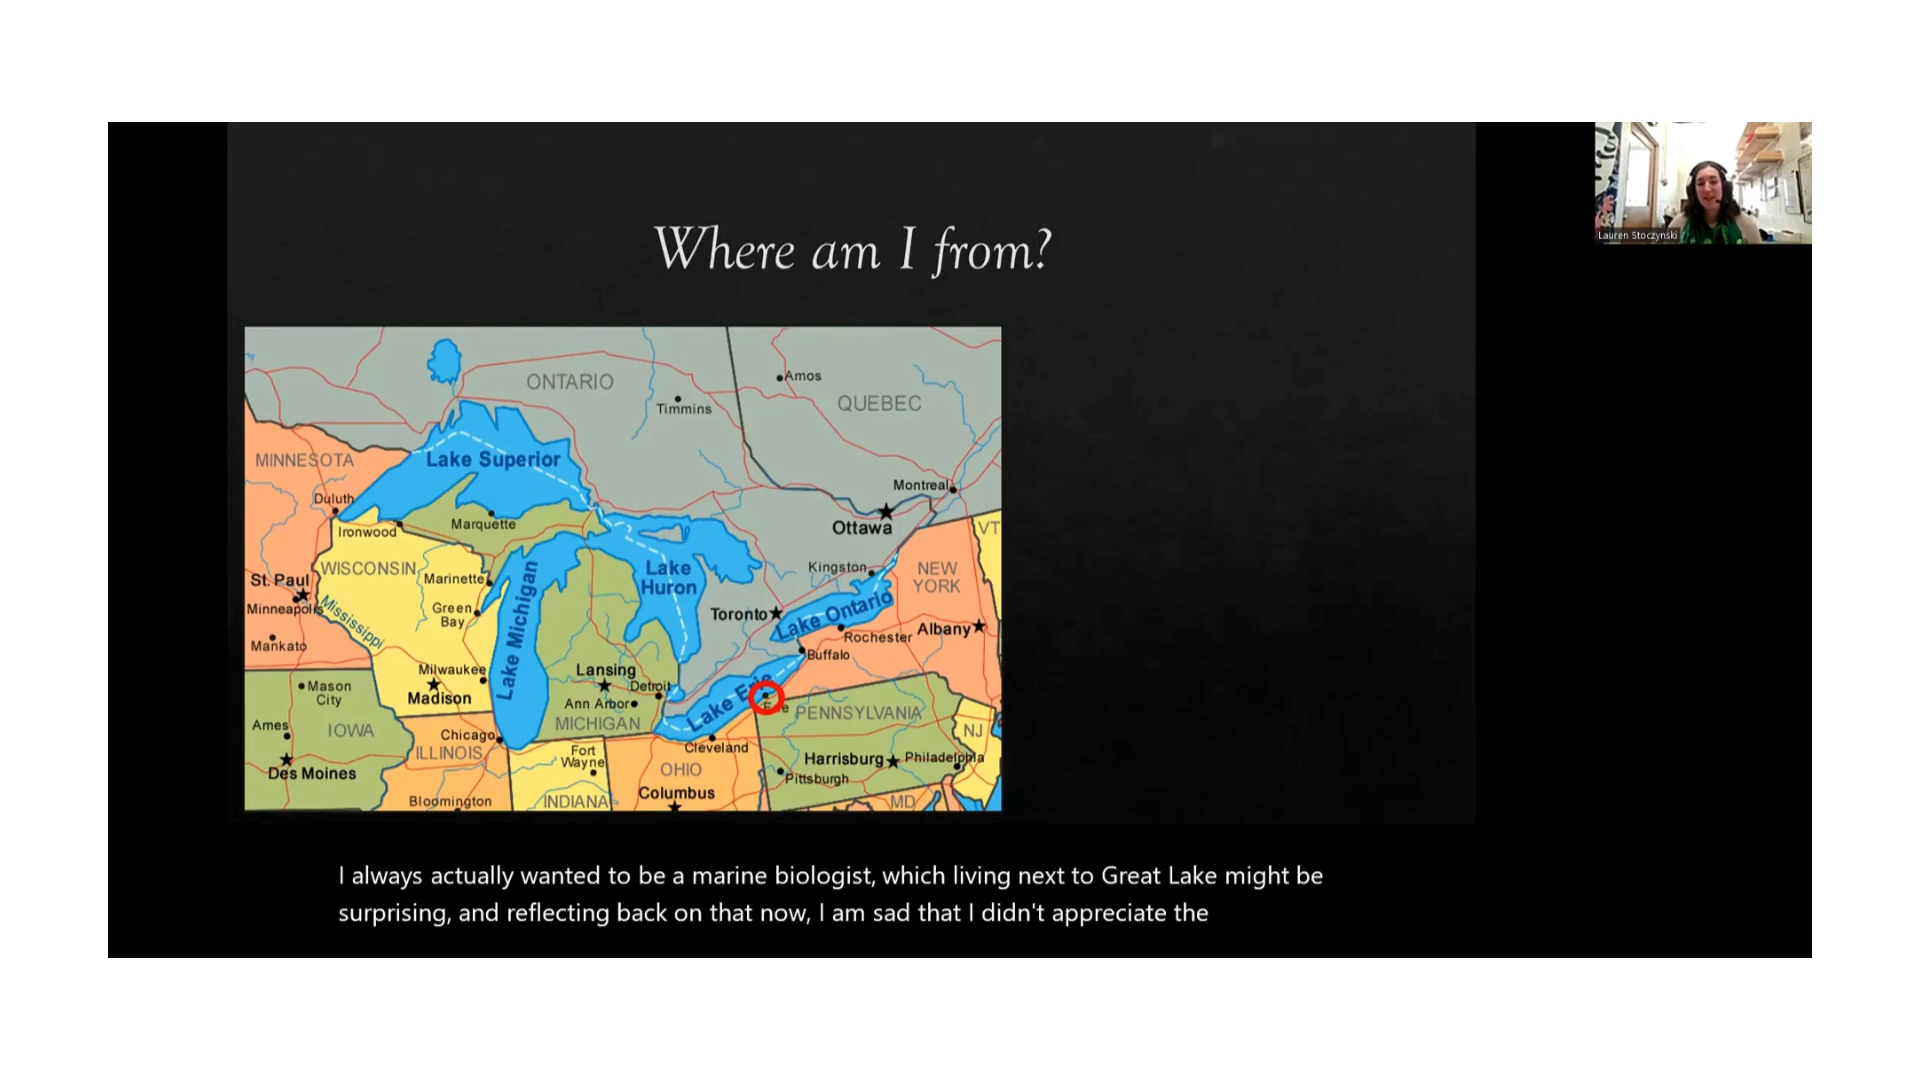 Where am I from?
Lauren Stoczynski
ONTARIO
Amos
QUEBEC
Timmins
MINNESOTA
Lake Superior
Montreal
Duluth
Ottawa
VT
Ironwood
Marquette
WISCONSIN
Marinette
Lake
Huron
Kingston
NEW
YORK
St. Paul
Minneapolis
Mississippi
Green
Bay
Lake Michigan
Toronto
Lake Ontario
Rochester
Albany
Mankato
Buffalo
Milwaukee
Lansing
Detroit
Mason
City
Madison
Ann Arbor
Lake Erie
Erie
PENNSYLVANIA
MICHIGAN
Ames
IOWA
Chicago
ILLINOIS
Cleveland
NJ
Fort
Wayne
Harrisburg
Philadelphia
Des Moines
OHIO
Pittsburgh
Bloomington
INDIANA
Columbus
MD
I always actually wanted to be a marine biologist, which living next to Great Lake might be
surprising, and reflecting back on that now, I am sad that I didn't appreciate the